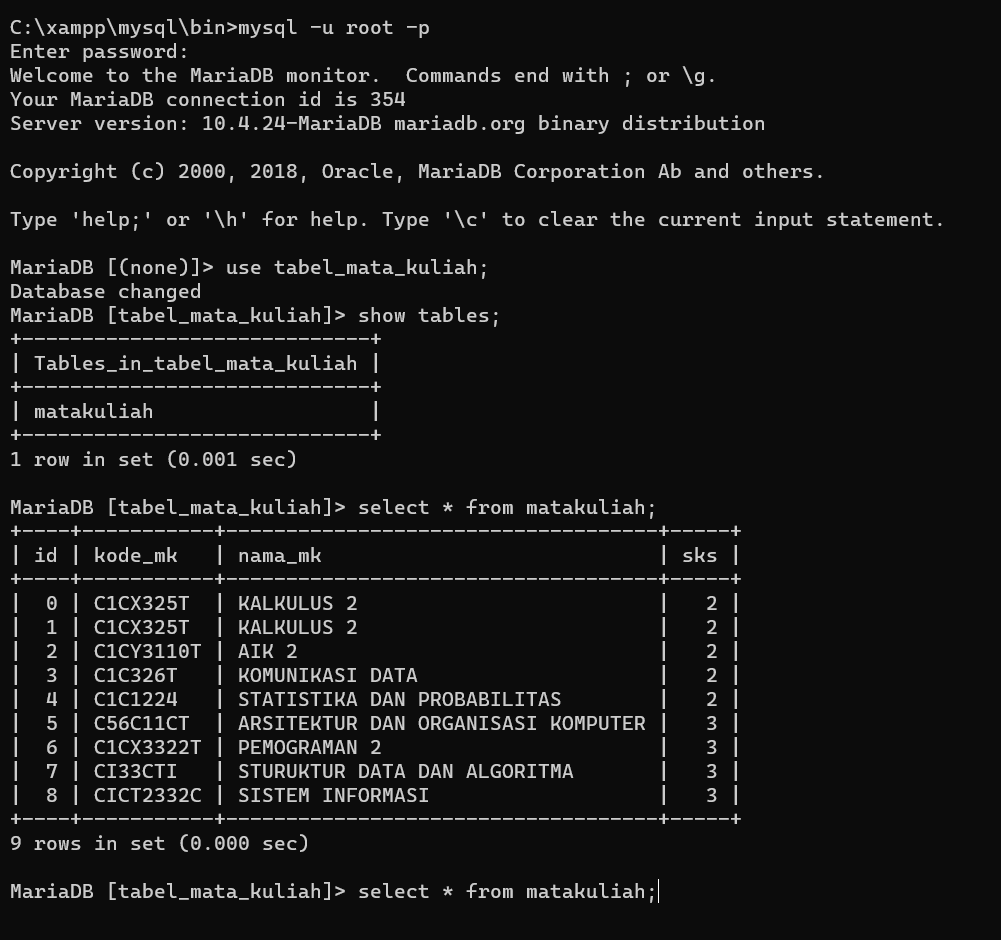 C:\xampp\mysql\bin>mysql -u root -p
Enter password:
Welcome to the MariaDB monitor.  Commands end with ; or \g.
Your MariaDB connection id is 354
Server version: 10.4.24-MariaDB mariadb.org binary distribution

Copyright (c) 2000, 2018, Oracle, MariaDB Corporation Ab and others.

Type 'help;' or '\h' for help. Type '\c' to clear the current input statement.

MariaDB [(none)]> use tabel_mata_kuliah;
Database changed
MariaDB [tabel_mata_kuliah]> show tables;
+-----------------------------+
| Tables_in_tabel_mata_kuliah |
+-----------------------------+
| matakuliah                  |
+-----------------------------+
1 row in set (0.001 sec)

MariaDB [tabel_mata_kuliah]> select * from matakuliah;
+----+-----------+------------------------------------+-----+
| id | kode_mk   | nama_mk                            | sks |
+----+-----------+------------------------------------+-----+
|  0 | C1CX325T  | KALKULUS 2                         |   2 |
|  1 | C1CX325T  | KALKULUS 2                         |   2 |
|  2 | C1CY3110T | AIK 2                              |   2 |
|  3 | C1C326T   | KOMUNIKASI DATA                    |   2 |
|  4 | C1C1224   | STATISTIKA DAN PROBABILITAS        |   2 |
|  5 | C56C11CT  | ARSITEKTUR DAN ORGANISASI KOMPUTER |   3 |
|  6 | C1CX3322T | PEMOGRAMAN 2                       |   3 |
|  7 | CI33CTI   | STURUKTUR DATA DAN ALGORITMA       |   3 |
|  8 | CICT2332C | SISTEM INFORMASI                   |   3 |
+----+-----------+------------------------------------+-----+
9 rows in set (0.000 sec)

MariaDB [tabel_mata_kuliah]> select * from matakuliah;